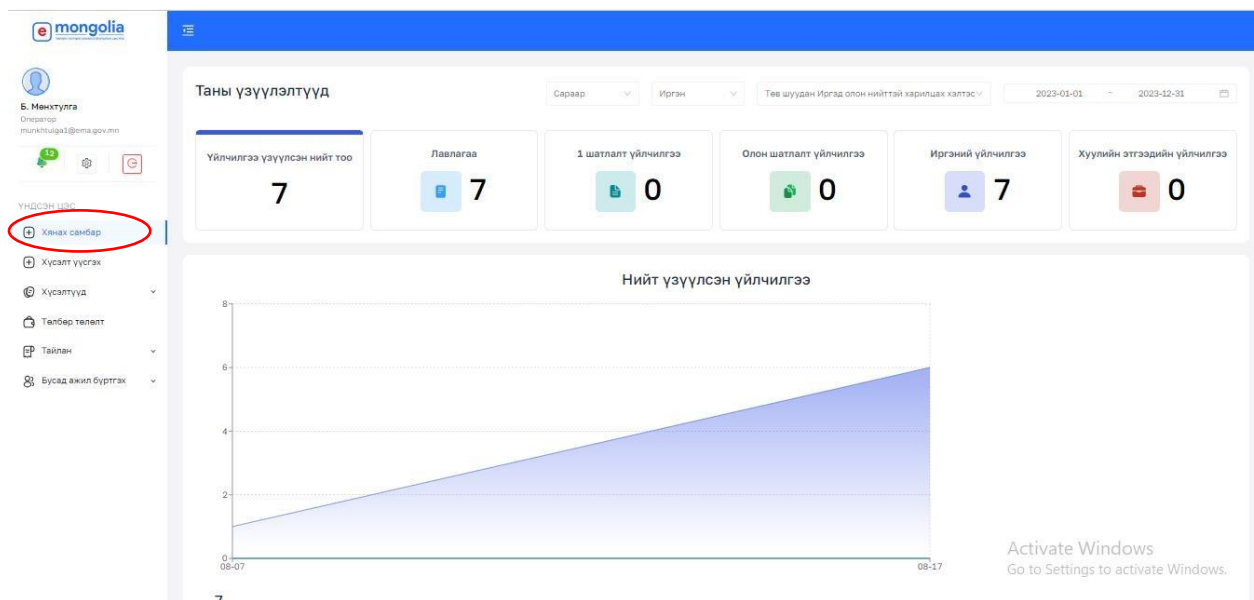 e mongolia
Б. Мөнхтулга
Оператор
munkhtulga1@ema.gov.mn
12
ҮНДСЭН ЦЭС
Хянах самбар
Хүсэлт үүсгэх
Хүсэлтүүд
Төлбөр төлөлт
Тайлан
Бусад ажил бүртгэх
Таны үзүүлэлтүүд
Сараар
Иргэн
Төв шуудан Иргэд олон нийттэй харилцах хэлтэс
2023-01-01 ~ 2023-12-31
Үйлчилгээ үзүүлсэн нийт тоо
7
Лавлагаа
7
1 шатлалт үйлчилгээ
0
Олон шатлалт үйлчилгээ
0
Иргэний үйлчилгээ
7
Хуулийн этгээдийн үйлчилгээ
0
Нийт үзүүлсэн үйлчилгээ
8
6
4
2
0
08-07
08-17
Activate Windows
Go to Settings to activate Windows.